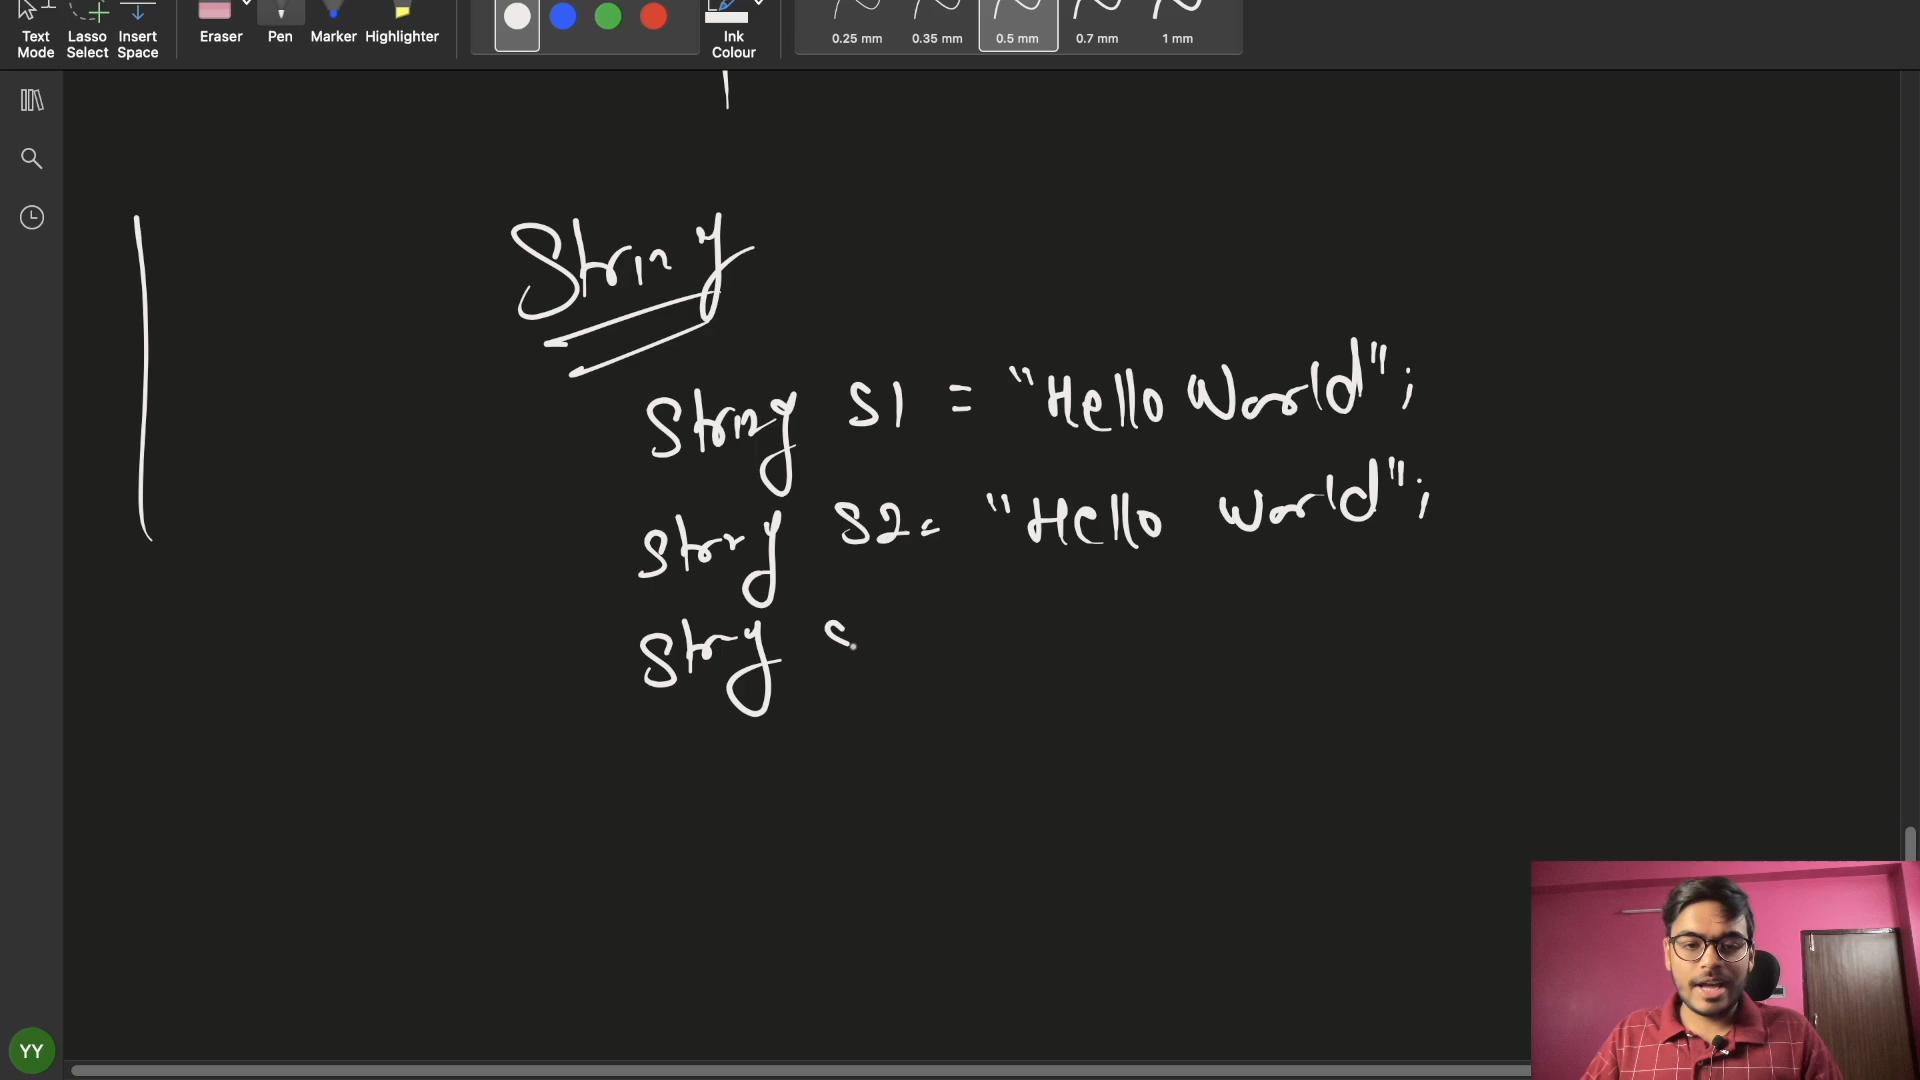 Text Mode
Lasso Select
Insert Space
Eraser
Pen
Marker
Highlighter
Ink Colour
0.25 mm
0.35 mm
0.5 mm
0.7 mm
1 mm
String
String S1 = "Hello World";
String S2 = "Hello World";
String S
YY